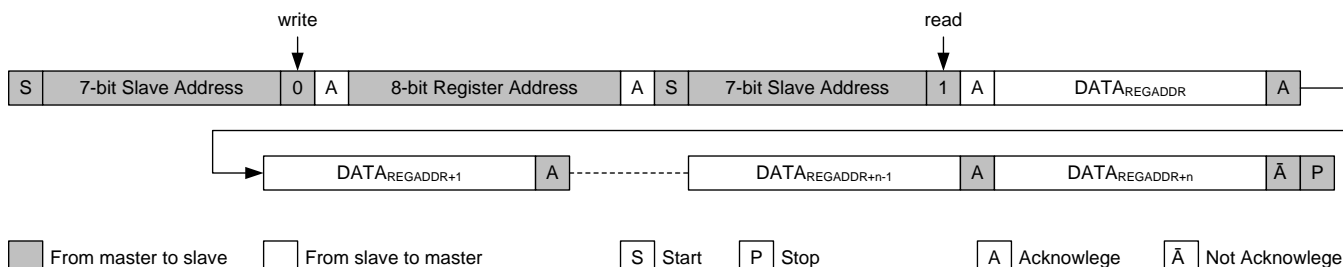 write read
S 7-bit Slave Address 0 A 8-bit Register Address A S 7-bit Slave Address 1 A DATAREGADDR A
DATAREGADDR+1 A DATAREGADDR+n-1 A DATAREGADDR+n Ā P
From master to slave From slave to master S Start P Stop A Acknowlege Ā Not Acknowlege